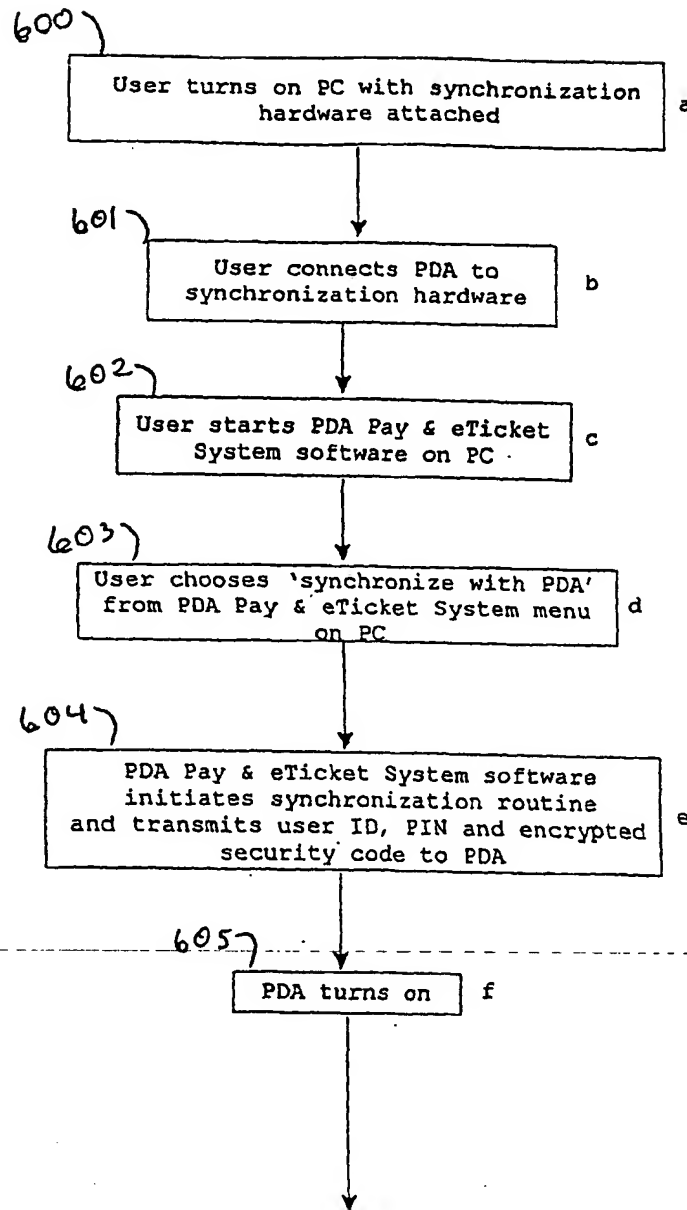 600
User turns on PC with synchronization
hardware attached
a
601
User connects PDA to
synchronization hardware
b
602
User starts PDA Pay & eTicket
System software on PC
c
603
User chooses 'synchronize with PDA'
from PDA Pay & eTicket System menu
on PC
d
604
PDA Pay & eTicket System software
initiates synchronization routine
and transmits user ID, PIN and encrypted
security code to PDA
e
605
PDA turns on
f